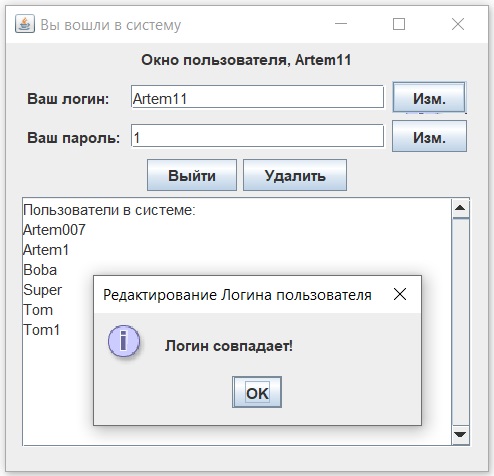 Вы вошли в систему
Окно пользователя, Artem11
Ваш логин: Artem11 Изм.
Ваш пароль: 1 Изм.
Выйти Удалить
Пользователи в системе:
Artem007
Artem1
Boba
Super
Tom
Tom1
Редактирование Логина пользователя
Логин совпадает!
OK